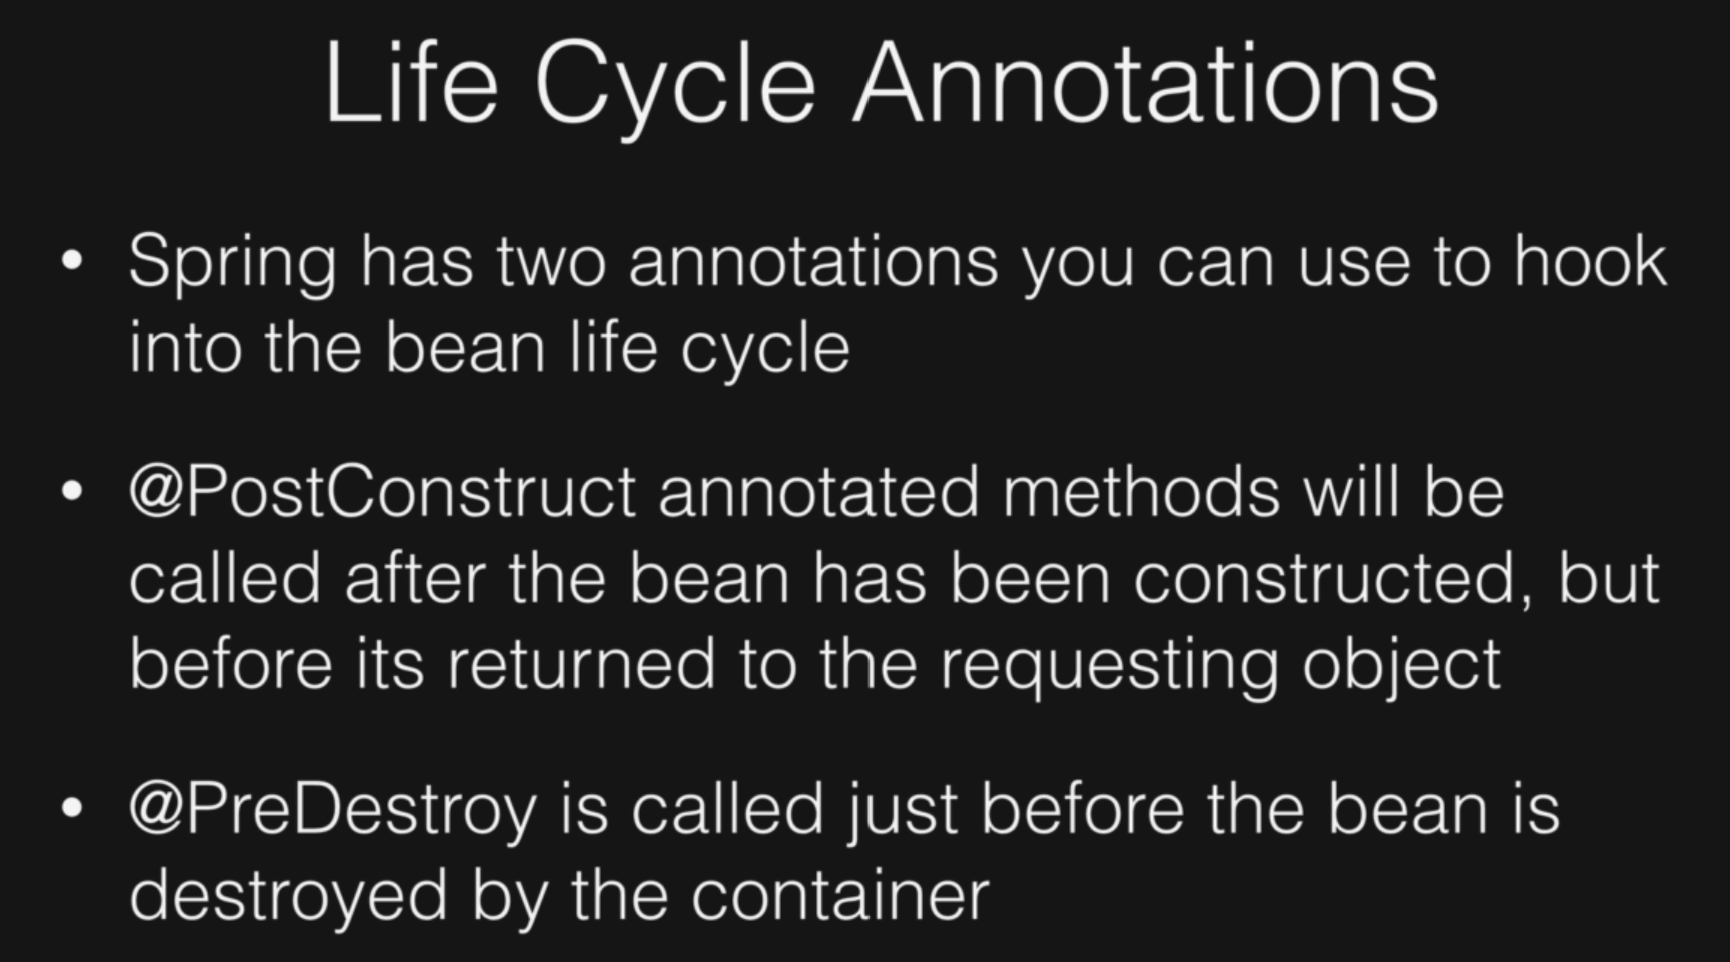 Life Cycle Annotations
• Spring has two annotations you can use to hook
into the bean life cycle
• @PostConstruct annotated methods will be
called after the bean has been constructed, but
before its returned to the requesting object
• @PreDestroy is called just before the bean is
destroyed by the container